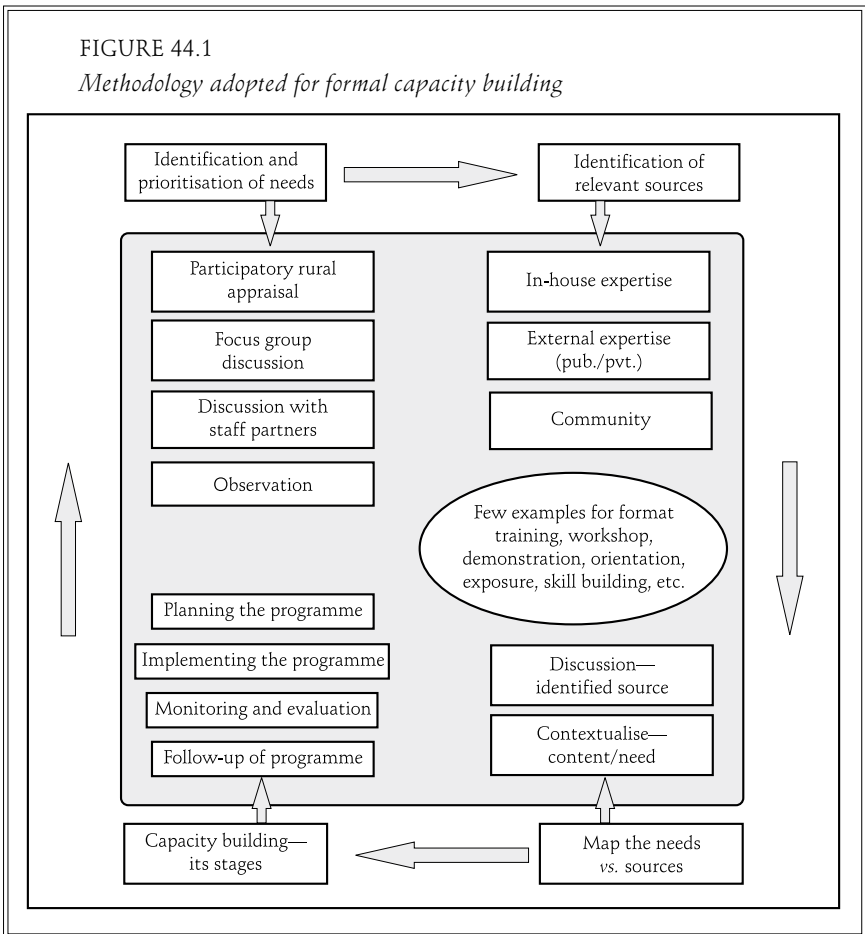 FIGURE 44.1
Methodology adopted for formal capacity building
Identification and
prioritisation of needs
Identification of
relevant sources
Participatory rural
appraisal
Focus group
discussion
Discussion with
staff partners
Observation
In-house expertise
External expertise
(pub./pvt.)
Community
Few examples for format
training, workshop,
demonstration, orientation,
exposure, skill building, etc.
Planning the programme
Implementing the programme
Monitoring and evaluation
Follow-up of programme
Discussion—
identified source
Contextualise—
content/need
Capacity building—
its stages
Map the needs
vs. sources